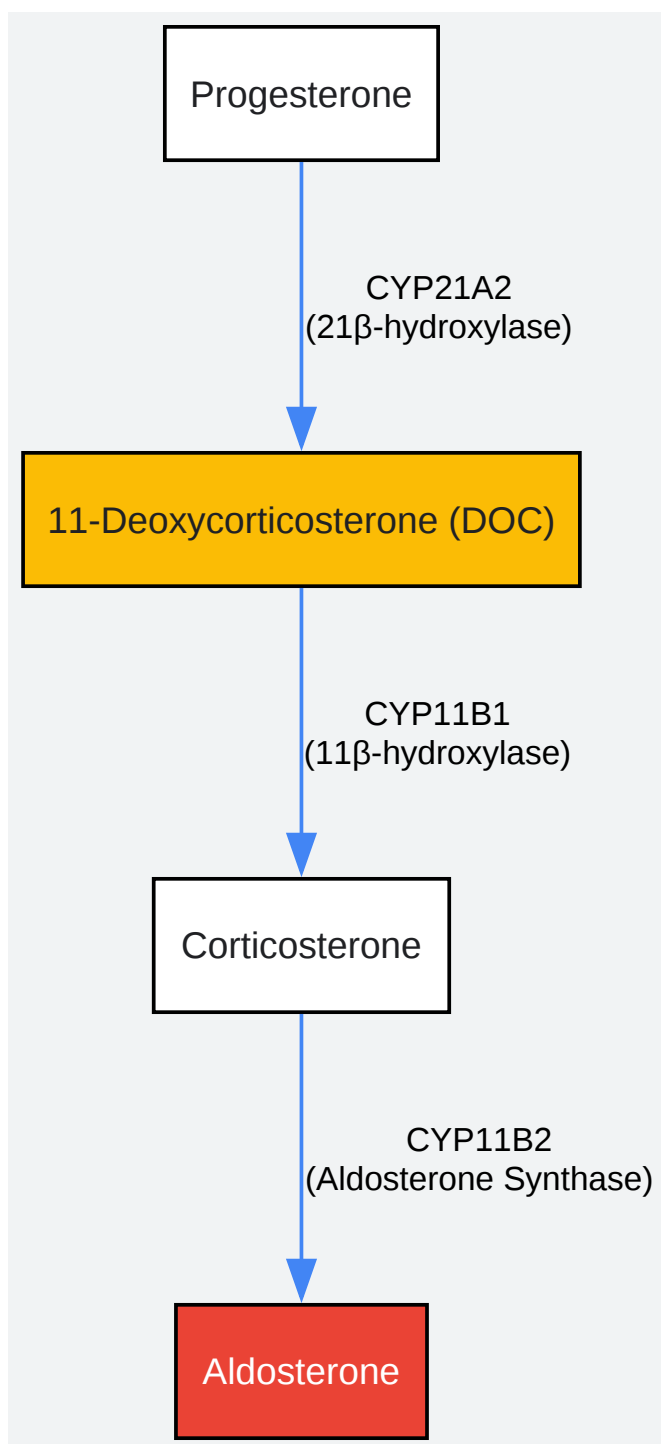 Progesterone
CYP21A2
(21β-hydroxylase)
11-Deoxycorticosterone (DOC)
CYP11B1
(11β-hydroxylase)
Corticosterone
CYP11B2
(Aldosterone Synthase)
Aldosterone